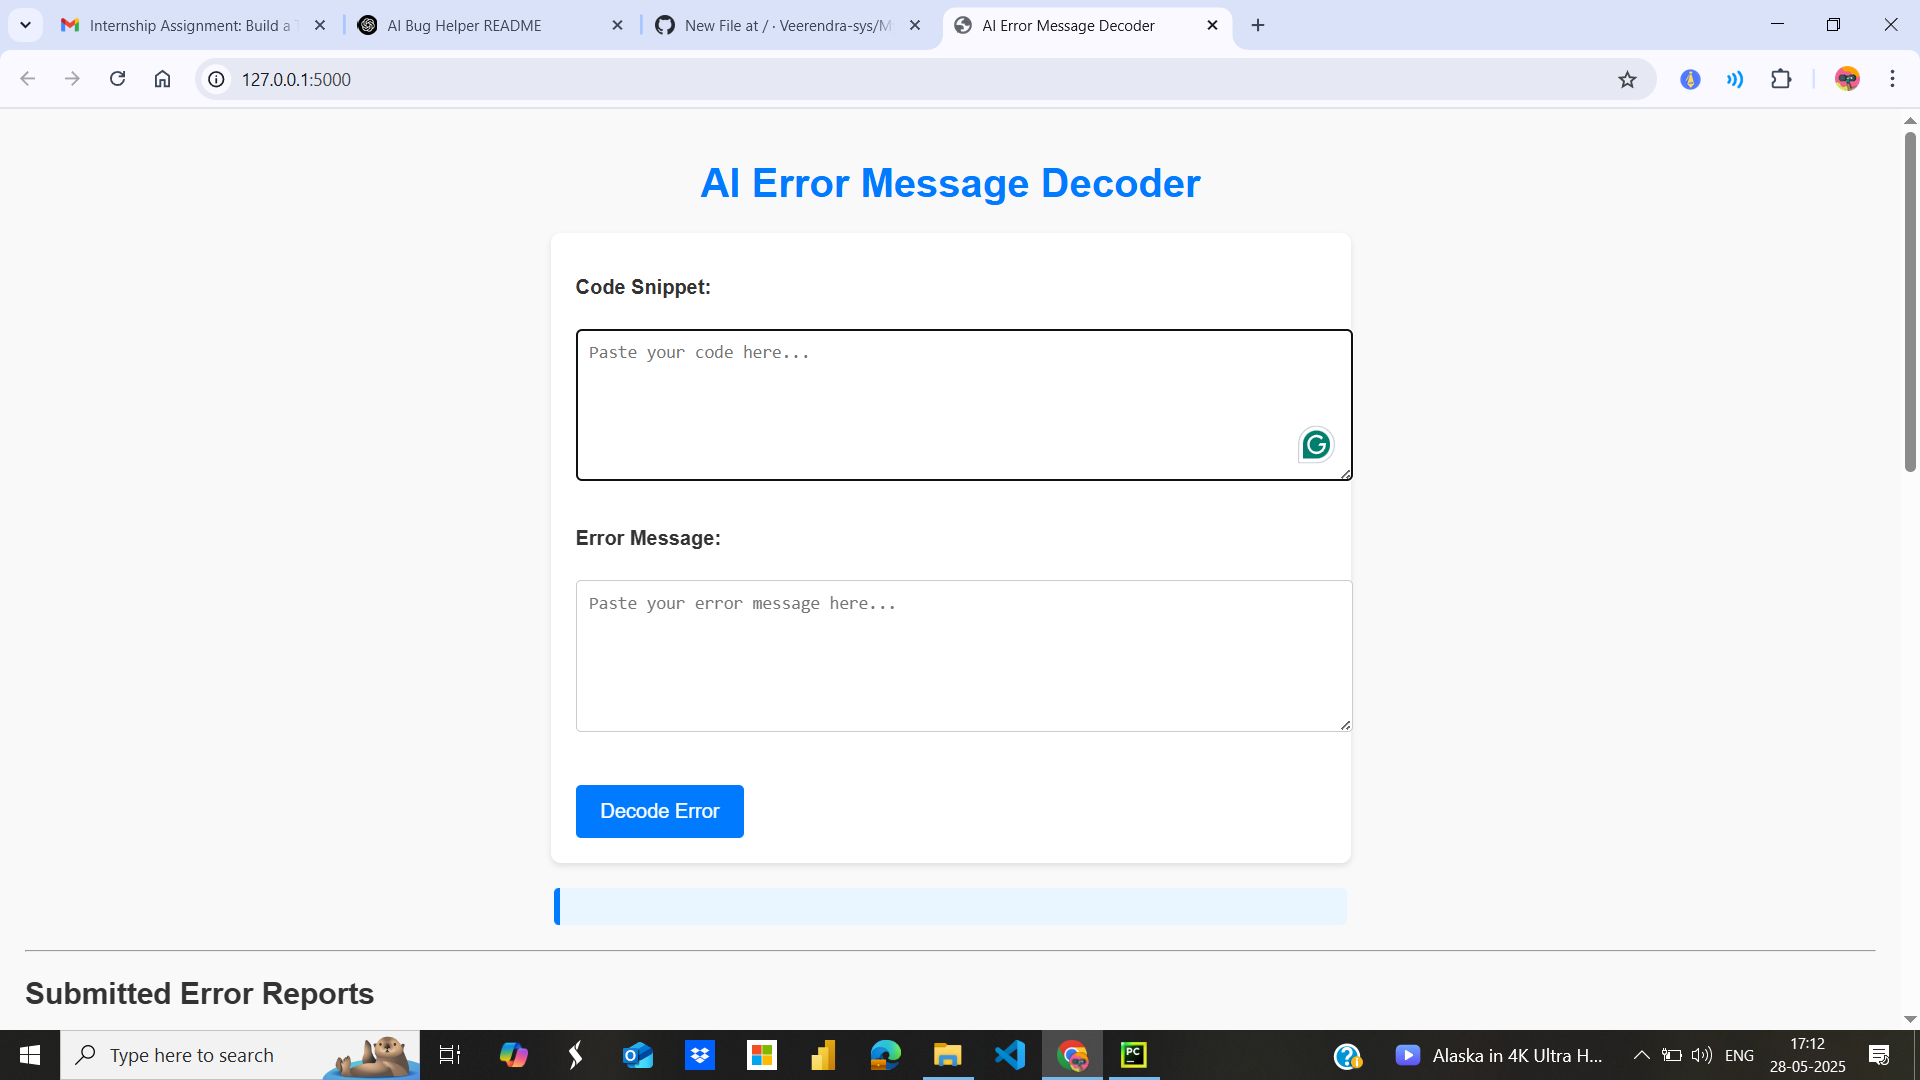 Internship Assignment: Build a T
AI Bug Helper README
New File at / · Veerendra-sys/M
AI Error Message Decoder
127.0.0.1:5000
AI Error Message Decoder
Code Snippet:
Paste your code here...
Error Message:
Paste your error message here...
Decode Error
Submitted Error Reports
Type here to search
PC
Alaska in 4K Ultra H...
ENG
17:12
28-05-2025